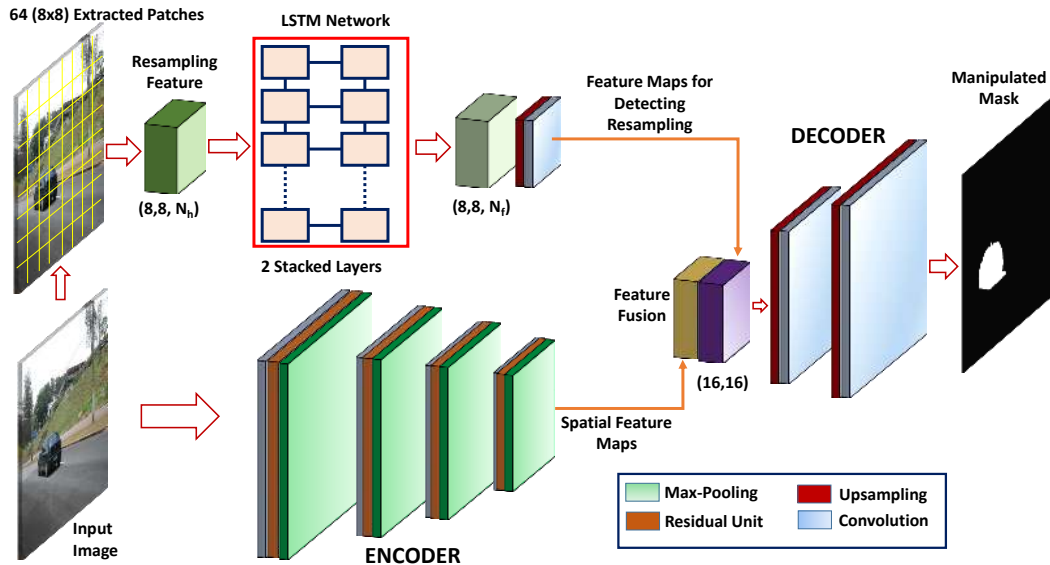 64 (8x8) Extracted Patches
LSTM Network
Resampling
Feature
Feature Maps for
Detecting
Resampling
Manipulated
Mask
DECODER
(8,8, Nh)
(8,8, Nf)
2 Stacked Layers
Feature
Fusion
(16,16)
Spatial Feature
Maps
Input
Image
ENCODER
Max-Pooling
Upsampling
Residual Unit
Convolution